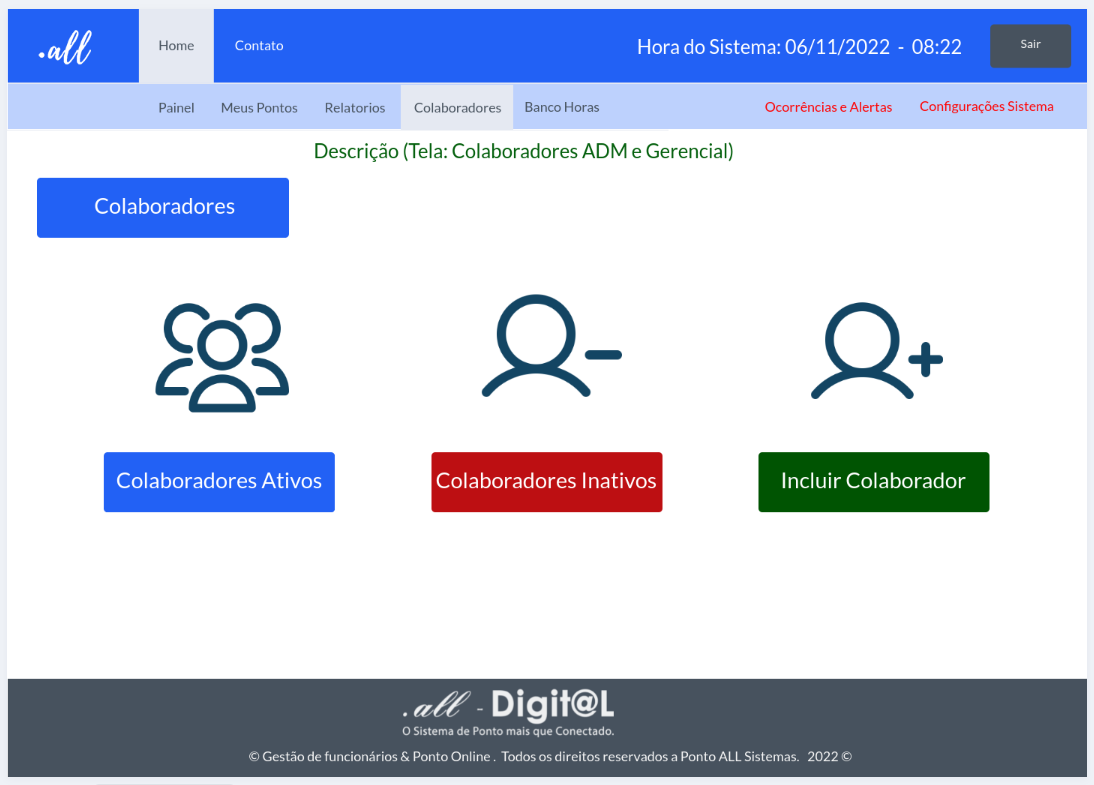 .all Home Contato Hora do Sistema: 06/11/2022 - 08:22 Sair
Painel Meus Pontos Relatorios Colaboradores Banco Horas Ocorrências e Alertas Configurações Sistema
Descrição (Tela: Colaboradores ADM e Gerencial)
Colaboradores
Colaboradores Ativos Colaboradores Inativos Incluir Colaborador
.all - Digit@L
O Sistema de Ponto mais que Conectado.
© Gestão de funcionários & Ponto Online . Todos os direitos reservados a Ponto ALL Sistemas. 2022 ©